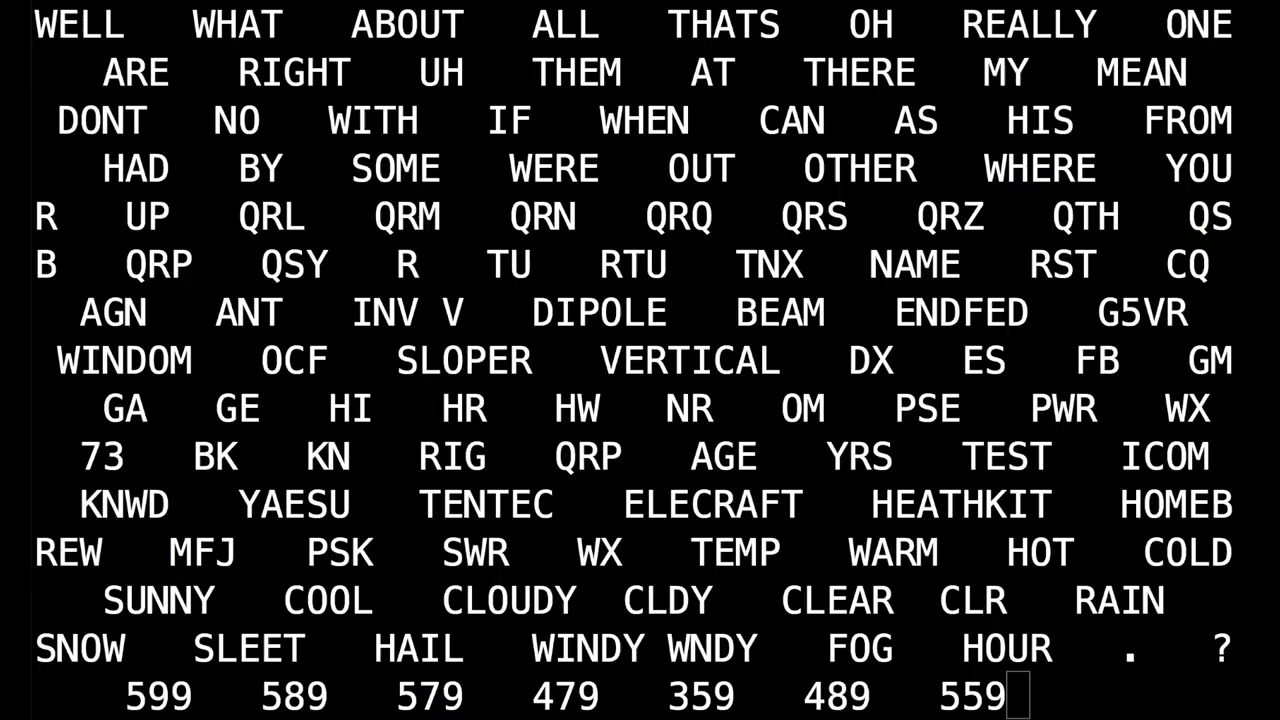 WELL WHAT ABOUT ALL THATS OH REALLY ONE
ARE RIGHT UH THEM AT THERE MY MEAN
DONT NO WITH IF WHEN CAN AS HIS FROM
HAD BY SOME WERE OUT OTHER WHERE YOU
R UP QRL QRM QRN QRQ QRS QRZ QTH QS
B QRP QSY R TU RTU TNX NAME RST CQ
AGN ANT INV V DIPOLE BEAM ENDFED G5VR
WINDOM OCF SLOPER VERTICAL DX ES FB GM
GA GE HI HR HW NR OM PSE PWR WX
73 BK KN RIG QRP AGE YRS TEST ICOM
KNWD YAESU TENTEC ELECRAFT HEATHKIT HOMEB
REW MFJ PSK SWR WX TEMP WARM HOT COLD
SUNNY COOL CLOUDY CLDY CLEAR CLR RAIN
SNOW SLEET HAIL WINDY WNDY FOG HOUR . ?
599 589 579 479 359 489 559